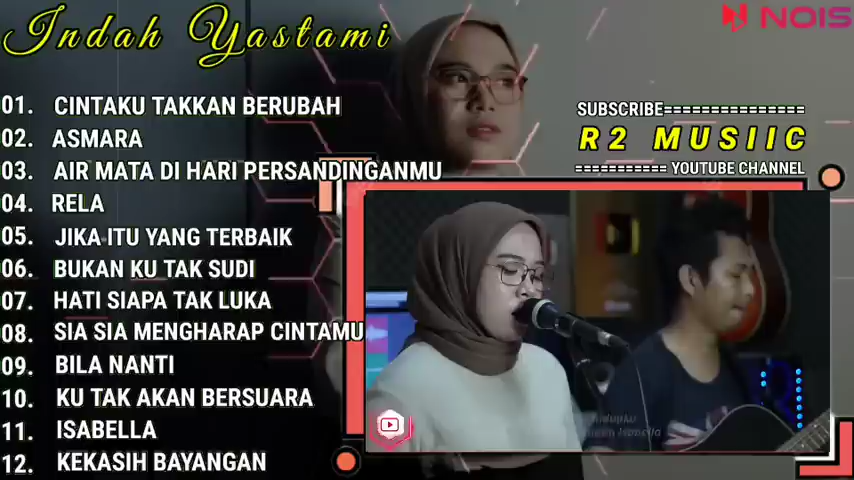 Indah Yastami
NOIS
01. CINTAKU TAKKAN BERUBAH
02. ASMARA
03. AIR MATA DI HARI PERSANDINGANMU
04. RELA
05. JIKA ITU YANG TERBAIK
06. BUKAN KU TAK SUDI
07. HATI SIAPA TAK LUKA
08. SIA SIA MENGHARAP CINTAMU
09. BILA NANTI
10. KU TAK AKAN BERSUARA
11. ISABELLA
12. KEKASIH BAYANGAN
SUBSCRIBE===============
R2 MUSIIC
=========== YOUTUBE CHANNEL